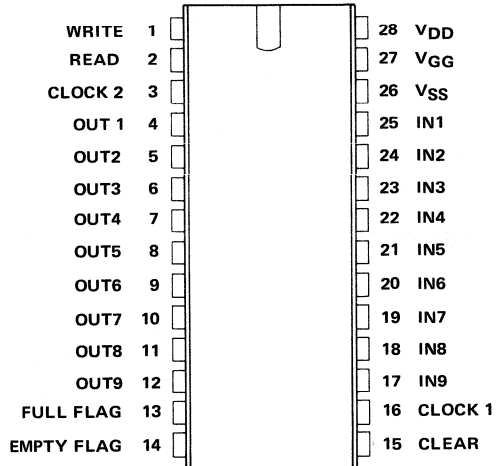 WRITE 1 28 VDD
READ 2 27 VGG
CLOCK 2 3 26 VSS
OUT 1 4 25 IN1
OUT2 5 24 IN2
OUT3 6 23 IN3
OUT4 7 22 IN4
OUT5 8 21 IN5
OUT6 9 20 IN6
OUT7 10 19 IN7
OUT8 11 18 IN8
OUT9 12 17 IN9
FULL FLAG 13 16 CLOCK 1
EMPTY FLAG 14 15 CLEAR